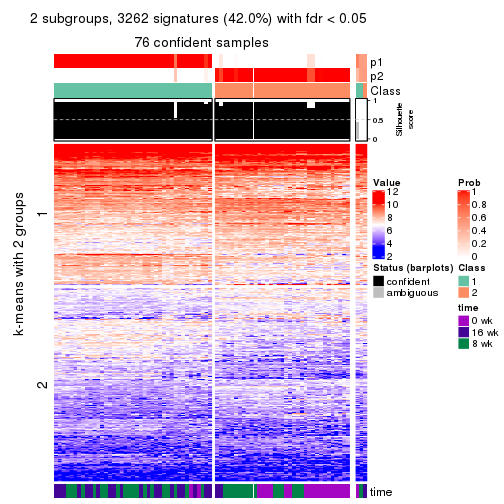 2 subgroups, 3262 signatures (42.0%) with fdr < 0.05
76 confident samples
p1
p2
Class
1
0.5
0
Silhouette
score
k-means with 2 groups
1
2
time
Value
12
10
8
6
4
2
Prob
1
0.8
0.6
0.4
0.2
0
Status (barplots)
confident
ambiguous
Class
1
2
time
0 wk
16 wk
8 wk